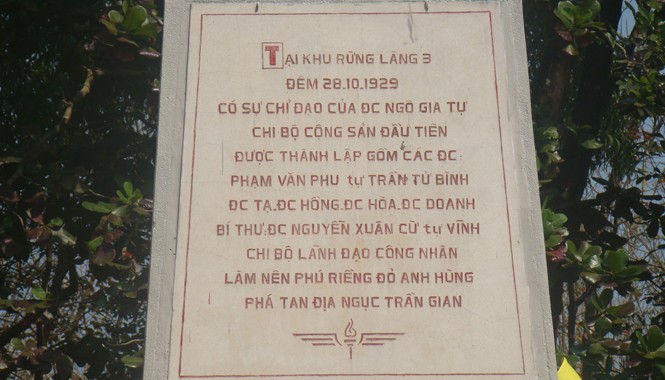 TẠI KHU RỪNG LÀNG 3
ĐÊM 28.10.1929
CÓ SỰ CHỈ ĐẠO CỦA ĐC NGÔ GIA TỰ
CHI BỘ CỘNG SẢN ĐẦU TIÊN
ĐƯỢC THÀNH LẬP GỒM CÁC ĐC:
PHẠM VĂN PHU tự TRẦN TỬ BÌNH
ĐC TẠ.ĐC HỒNG.ĐC HÒA.ĐC DOANH
BÍ THƯ.ĐC NGUYỄN XUÂN CỪ tự VĨNH
CHI BỘ LÃNH ĐẠO CÔNG NHÂN
LÀM NÊN PHÚ RIỀNG ĐỎ ANH HÙNG
PHÁ TAN ĐỊA NGỤC TRẦN GIAN